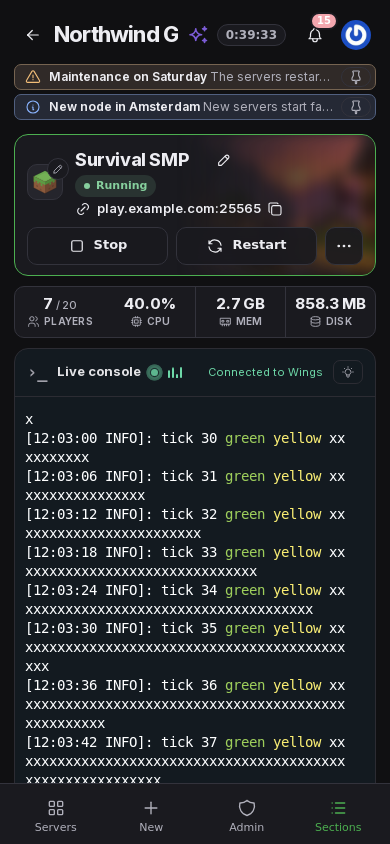 Northwind G
0:39:33
15
Maintenance on Saturday The servers restar…
New node in Amsterdam New servers start fa…
Survival SMP
Running
play.example.com:25565
Stop
Restart
7 / 20
PLAYERS
40.0%
CPU
2.7 GB
MEM
858.3 MB
DISK
Live console
Connected to Wings
x
[12:03:00 INFO]: tick 30 green yellow xx
xxxxxxxx
[12:03:06 INFO]: tick 31 green yellow xx
xxxxxxxxxxxxxxx
[12:03:12 INFO]: tick 32 green yellow xx
xxxxxxxxxxxxxxxxxxxxxx
[12:03:18 INFO]: tick 33 green yellow xx
xxxxxxxxxxxxxxxxxxxxxxxxxxxxx
[12:03:24 INFO]: tick 34 green yellow xx
xxxxxxxxxxxxxxxxxxxxxxxxxxxxxxxxxxxx
[12:03:30 INFO]: tick 35 green yellow xx
xxxxxxxxxxxxxxxxxxxxxxxxxxxxxxxxxxxxxxxx
xxx
[12:03:36 INFO]: tick 36 green yellow xx
xxxxxxxxxxxxxxxxxxxxxxxxxxxxxxxxxxxxxxxx
xxxxxxxxxx
[12:03:42 INFO]: tick 37 green yellow xx
xxxxxxxxxxxxxxxxxxxxxxxxxxxxxxxxxxxxxxxx
xxxxxxxxxxxxxxxxx
Servers
New
Admin
Sections